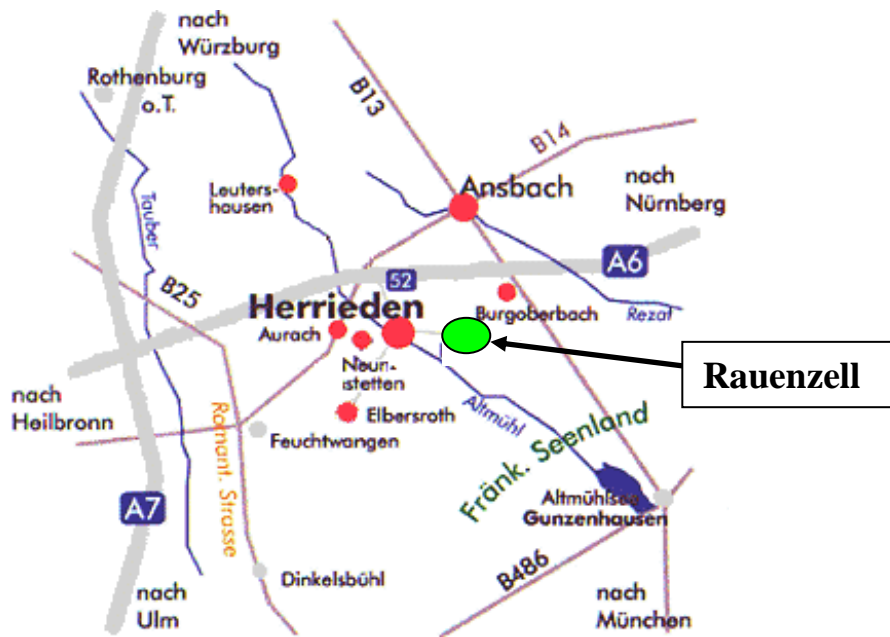 nach
Würzburg
Rothenburg
o.T.
B13
B14
Leuters-
hausen
Ansbach
nach
Nürnberg
Tauber
A6
52
B25
Herrieden
Burgoberbach
Rezat
Aurach
Neun-
stetten
Rauenzell
nach
Heilbronn
Elbersroth
Altmühl
Feuchtwangen
Romant. Strasse
Fränk. Seenland
A7
Altmühlsee
Gunzenhausen
Dinkelsbühl
B486
nach
Ulm
nach
München